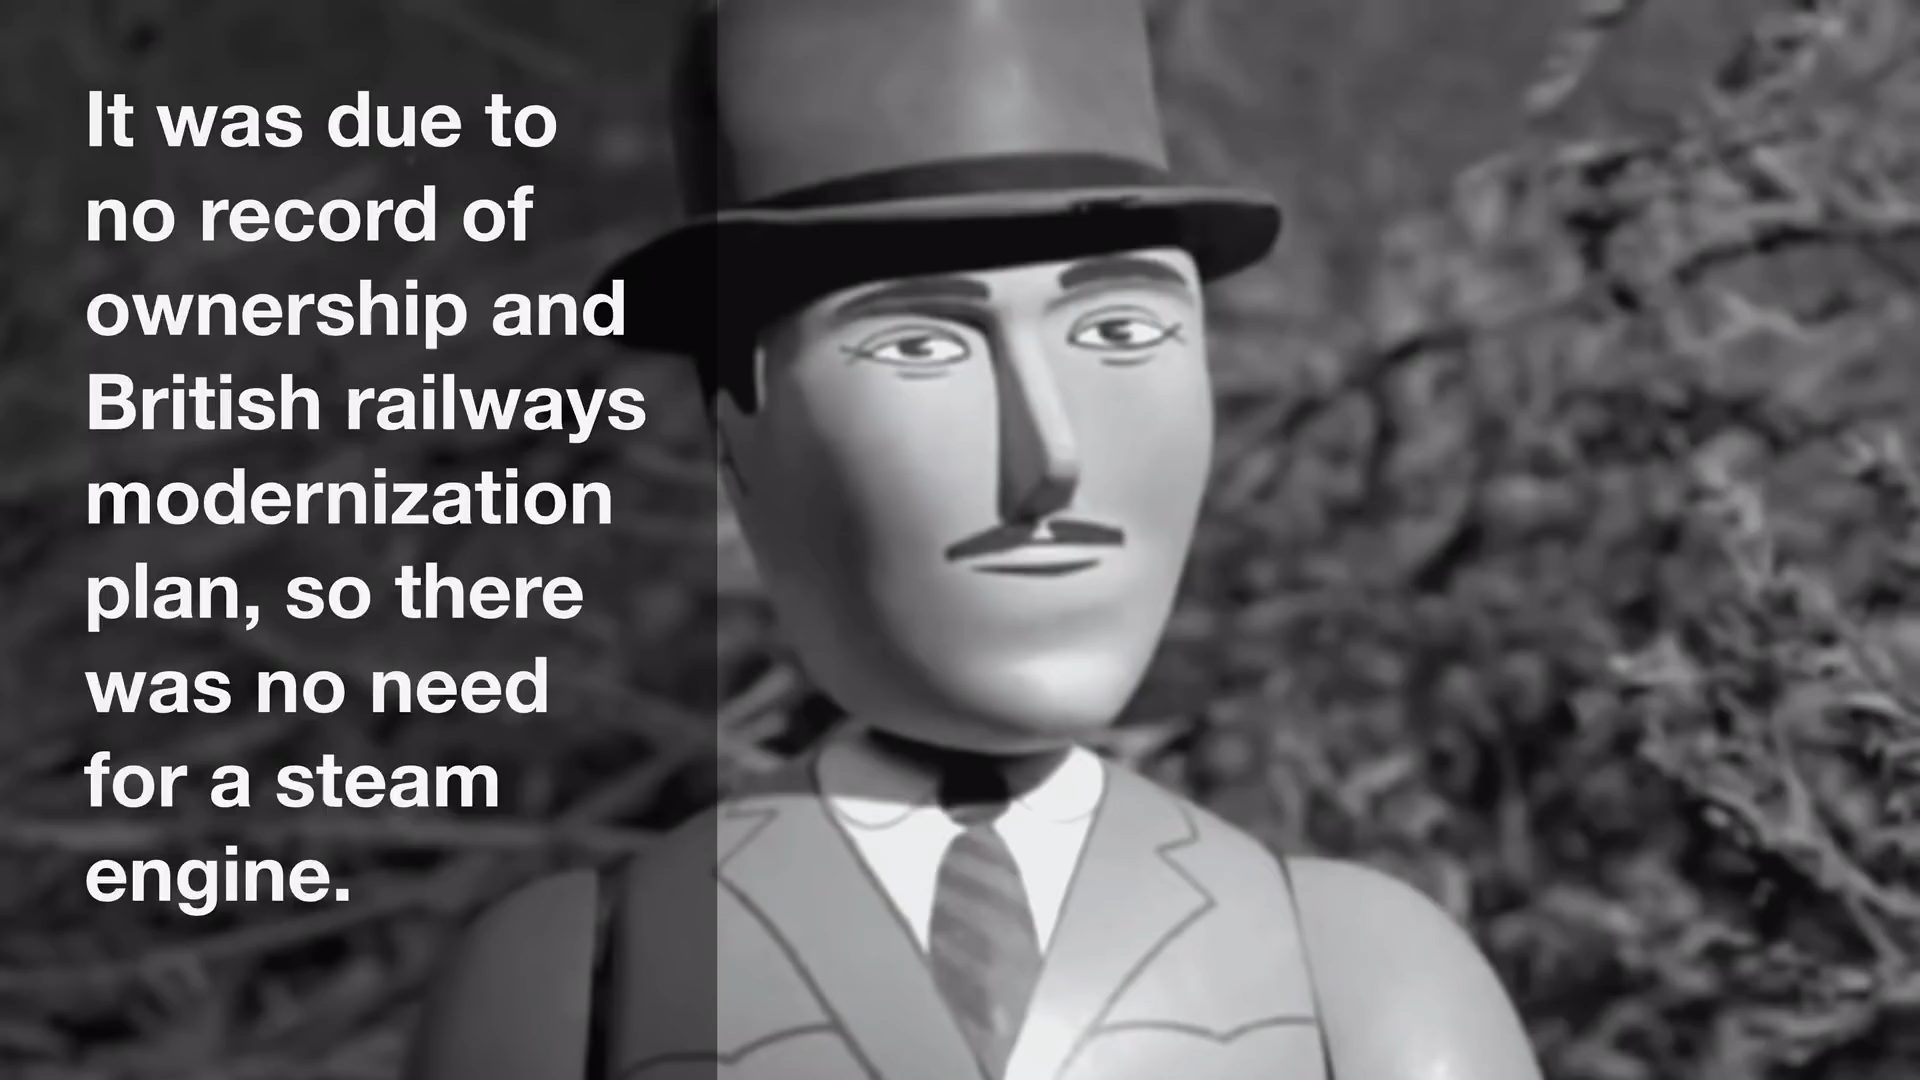 It was due to
no record of
ownership and
British railways
modernization
plan, so there
was no need
for a steam
engine.